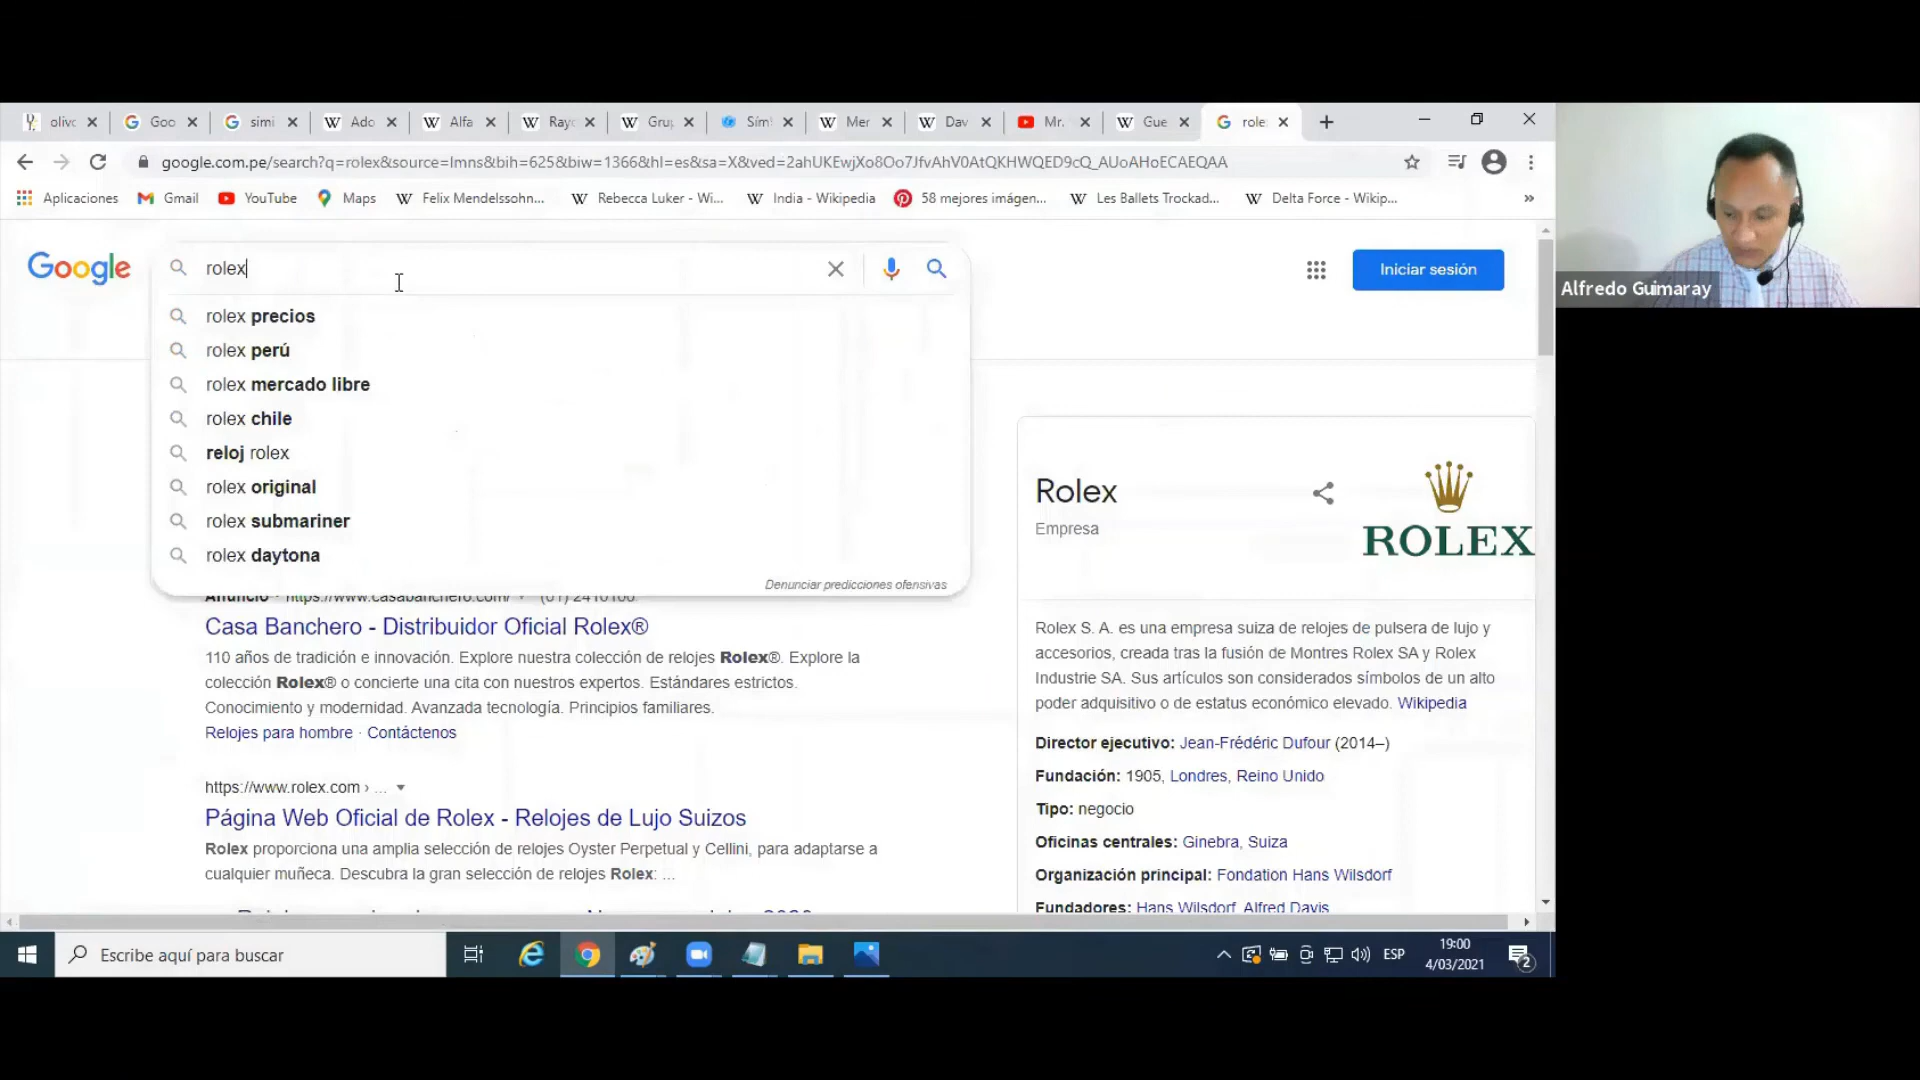 olivo
Goo
simi
Ado
Alfa
Rayo
Gru
Sím
Mer
Dav
Mr.
Gue
role
google.com.pe/search?q=rolex&source=lmns&bih=625&biw=1366&hl=es&sa=X&ved=2ahUKEwjXo8Oo7JfvAhV0AtQKHWQED9cQ_AUoAHoECAEQAA
Aplicaciones
Gmail
YouTube
Maps
Felix Mendelssohn...
Rebecca Luker - Wi...
India - Wikipedia
58 mejores imágen...
Les Ballets Trockad...
Delta Force - Wikip...
»
Google
rolex
Iniciar sesión
Alfredo Guimaray
rolex precios
rolex perú
rolex mercado libre
rolex chile
reloj rolex
rolex original
rolex submariner
rolex daytona
Denunciar predicciones ofensivas
Anuncio · https://www.casabanchero.com/ (01) 2410100
Casa Banchero - Distribuidor Oficial Rolex®
110 años de tradición e innovación. Explore nuestra colección de relojes Rolex®. Explore la
colección Rolex® o concierte una cita con nuestros expertos. Estándares estrictos.
Conocimiento y modernidad. Avanzada tecnología. Principios familiares.
Relojes para hombre · Contáctenos
https://www.rolex.com › ...
Página Web Oficial de Rolex - Relojes de Lujo Suizos
Rolex proporciona una amplia selección de relojes Oyster Perpetual y Cellini, para adaptarse a
cualquier muñeca. Descubra la gran selección de relojes Rolex: ...
Rolex
Empresa
ROLEX
Rolex S. A. es una empresa suiza de relojes de pulsera de lujo y
accesorios, creada tras la fusión de Montres Rolex SA y Rolex
Industrie SA. Sus artículos son considerados símbolos de un alto
poder adquisitivo o de estatus económico elevado. Wikipedia
Director ejecutivo: Jean-Frédéric Dufour (2014–)
Fundación: 1905, Londres, Reino Unido
Tipo: negocio
Oficinas centrales: Ginebra, Suiza
Organización principal: Fondation Hans Wilsdorf
Fundadores: Hans Wilsdorf, Alfred Davis
Escribe aquí para buscar
ESP
19:00
4/03/2021
2